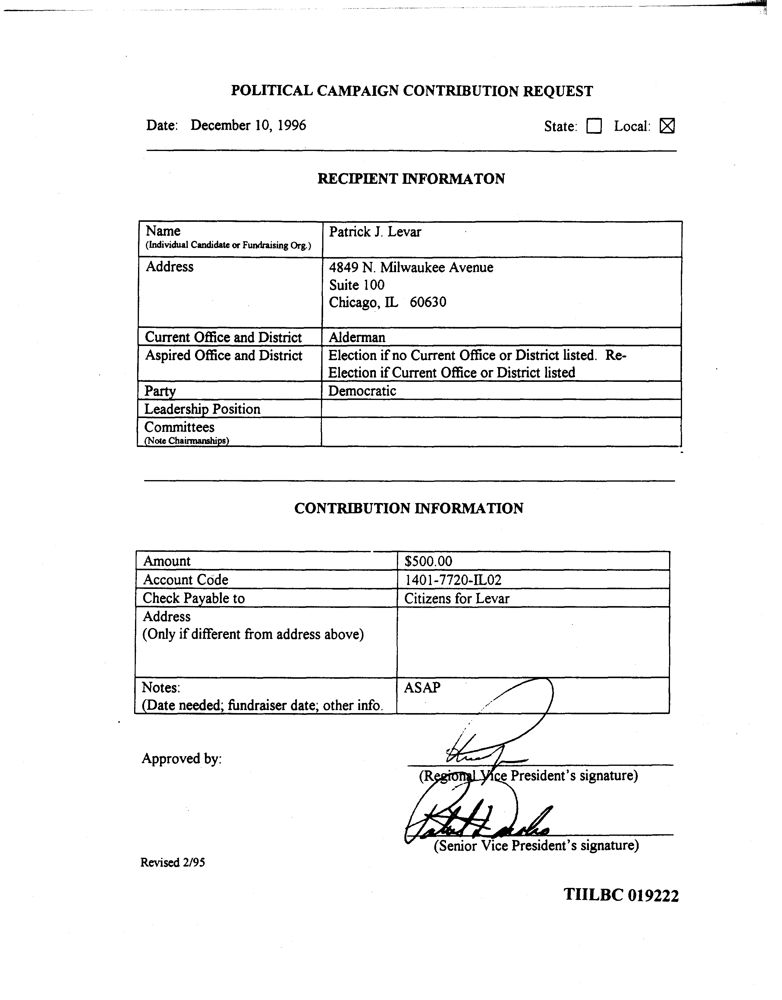 POLITICAL CAMPAIGN CONTRIBUTION REQUEST
Date: December 10, 1996 State: ☐ Local: ☒
RECIPIENT INFORMATON
Name Patrick J. Levar
(Individual Candidate or Fundraising Org.)
Address 4849 N. Milwaukee Avenue
Suite 100
Chicago, IL 60630
Current Office and District Alderman
Aspired Office and District Election if no Current Office or District listed. Re-
Election if Current Office or District listed
Party Democratic
Leadership Position
Committees
(Note Chairmanships)
CONTRIBUTION INFORMATION
Amount $500.00
Account Code 1401-7720-IL02
Check Payable to Citizens for Levar
Address
(Only if different from address above)
Notes: ASAP
(Date needed; fundraiser date; other info.
Approved by:
(Regional Vice President's signature)
(Senior Vice President's signature)
Revised 2/95
TIILBC 019222